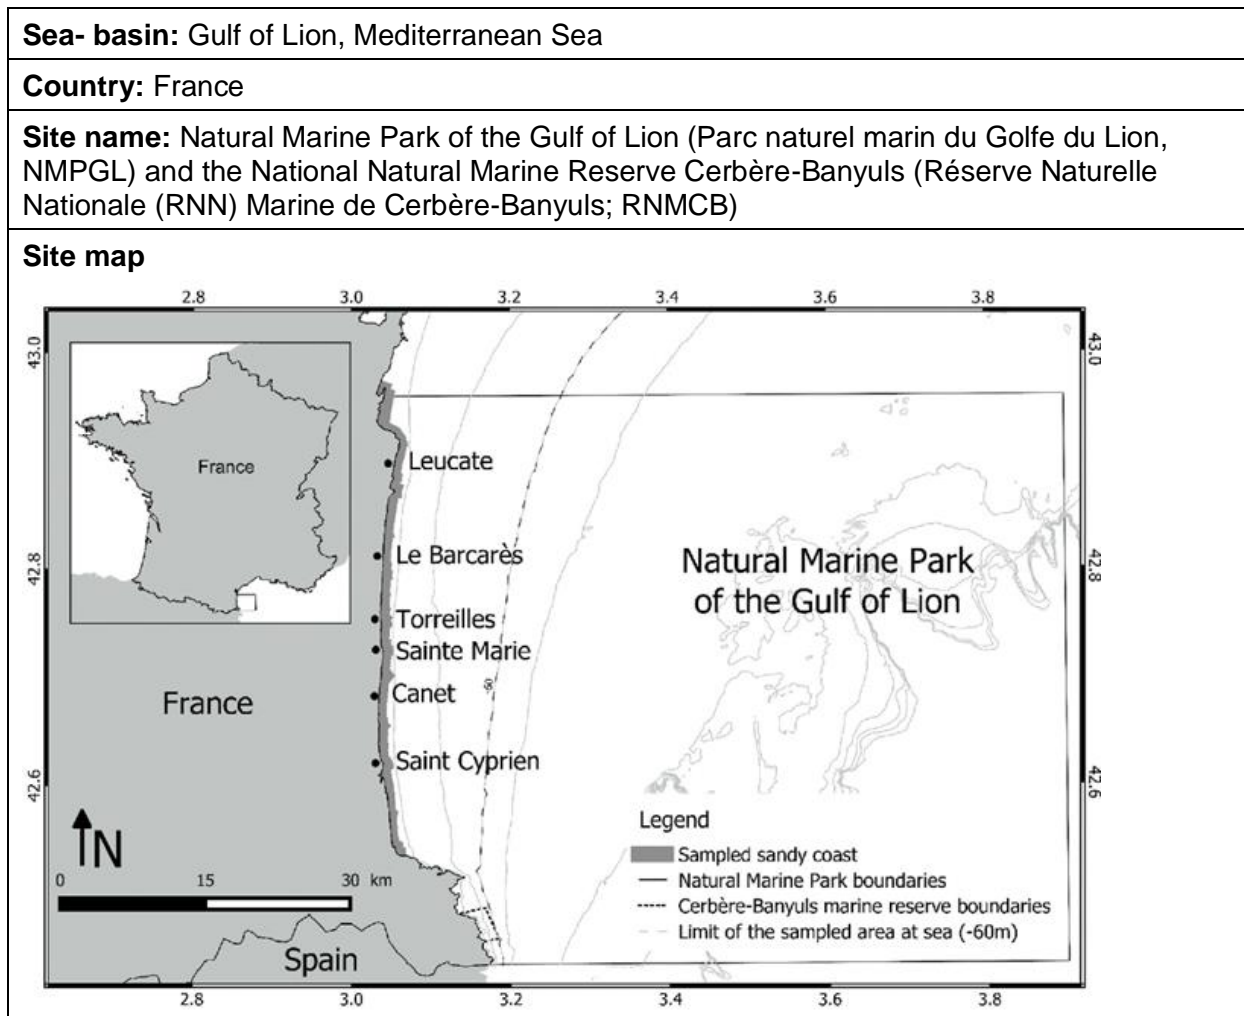 Sea- basin: Gulf of Lion, Mediterranean Sea
Country: France
Site name: Natural Marine Park of the Gulf of Lion (Parc naturel marin du Golfe du Lion,
NMPGL) and the National Natural Marine Reserve Cerbère-Banyuls (Réserve Naturelle
Nationale (RNN) Marine de Cerbère-Banyuls; RNMCB)
Site map
2.8 3.0 3.2 3.4 3.6 3.8
43.0 43.0
France
Leucate
Le Barcarès
42.8 42.8
Natural Marine Park
of the Gulf of Lion
Torreilles
Sainte Marie
Canet
France
Saint Cyprien
42.6 42.6
N
0 15 30 km
Spain
Legend
Sampled sandy coast
Natural Marine Park boundaries
Cerbère-Banyuls marine reserve boundaries
Limit of the sampled area at sea (-60m)
2.8 3.0 3.2 3.4 3.6 3.8